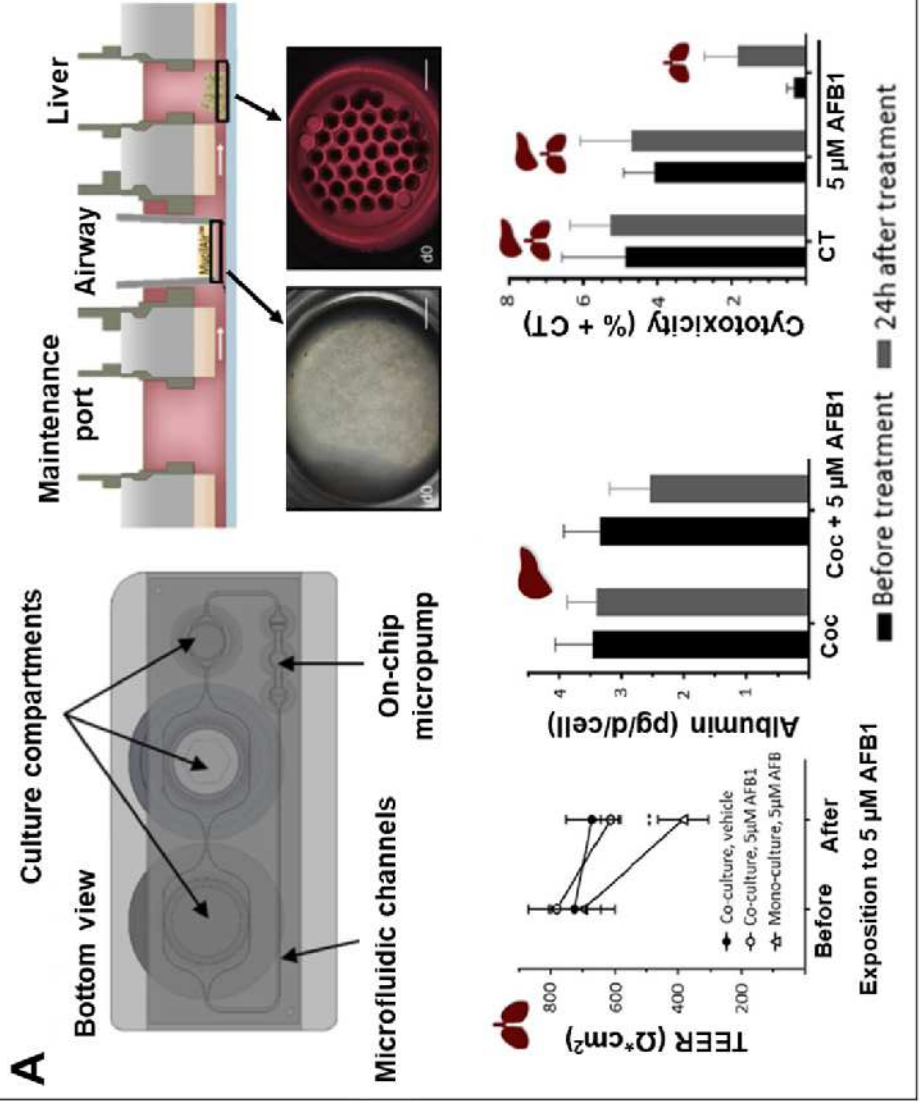 A
Bottom view
Culture compartments
Microfluidic channels
On-chip
micropump
Maintenance
port
Airway
Liver
MucilAir™
d0
d0
TEER (Ω*cm²)
800
600
400
200
Before
After
Exposition to 5 µM AFB1
Co-culture, vehicle
Co-culture, 5µM AFB1
Mono-culture, 5µM AFB
**
Albumin (pg/d/cell)
4
3
2
1
Coc
Coc + 5 µM AFB1
Cytotoxicity (% + CT)
8
6
4
2
CT
5 µM AFB1
Before treatment
24h after treatment